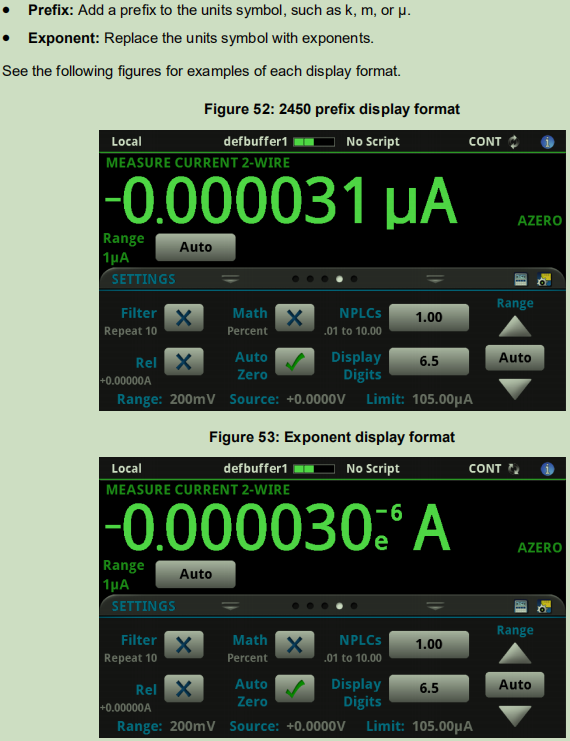 ● Prefix: Add a prefix to the units symbol, such as k, m, or μ.
● Exponent: Replace the units symbol with exponents.
See the following figures for examples of each display format.
Figure 52: 2450 prefix display format
Local defbuffer1 No Script CONT
MEASURE CURRENT 2-WIRE
-0.000031 μA
AZERO
Range Auto
1μA
SETTINGS
Range
Filter Math NPLCs 1.00
Repeat 10 Percent .01 to 10.00
Rel Auto Zero Display Digits 6.5 Auto
+0.00000A
Range: 200mV Source: +0.0000V Limit: 105.00μA
Figure 53: Exponent display format
Local defbuffer1 No Script CONT
MEASURE CURRENT 2-WIRE
-0.000030e-6 A
AZERO
Range Auto
1μA
SETTINGS
Range
Filter Math NPLCs 1.00
Repeat 10 Percent .01 to 10.00
Rel Auto Zero Display Digits 6.5 Auto
+0.00000A
Range: 200mV Source: +0.0000V Limit: 105.00μA